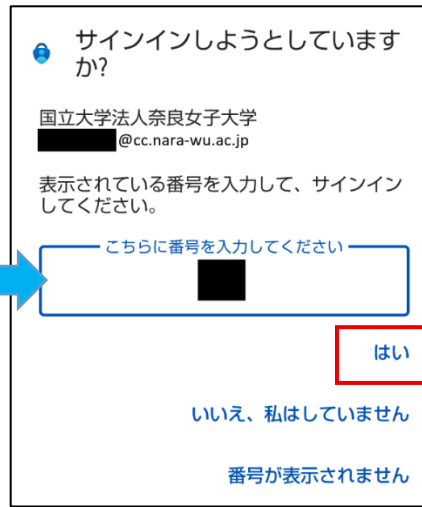 サインインしようとしています
か?
国立大学法人奈良女子大学
@cc.nara-wu.ac.jp
表示されている番号を入力して、サインイン
してください。
こちらに番号を入力してください
はい
いいえ、私はしていません
番号が表示されません